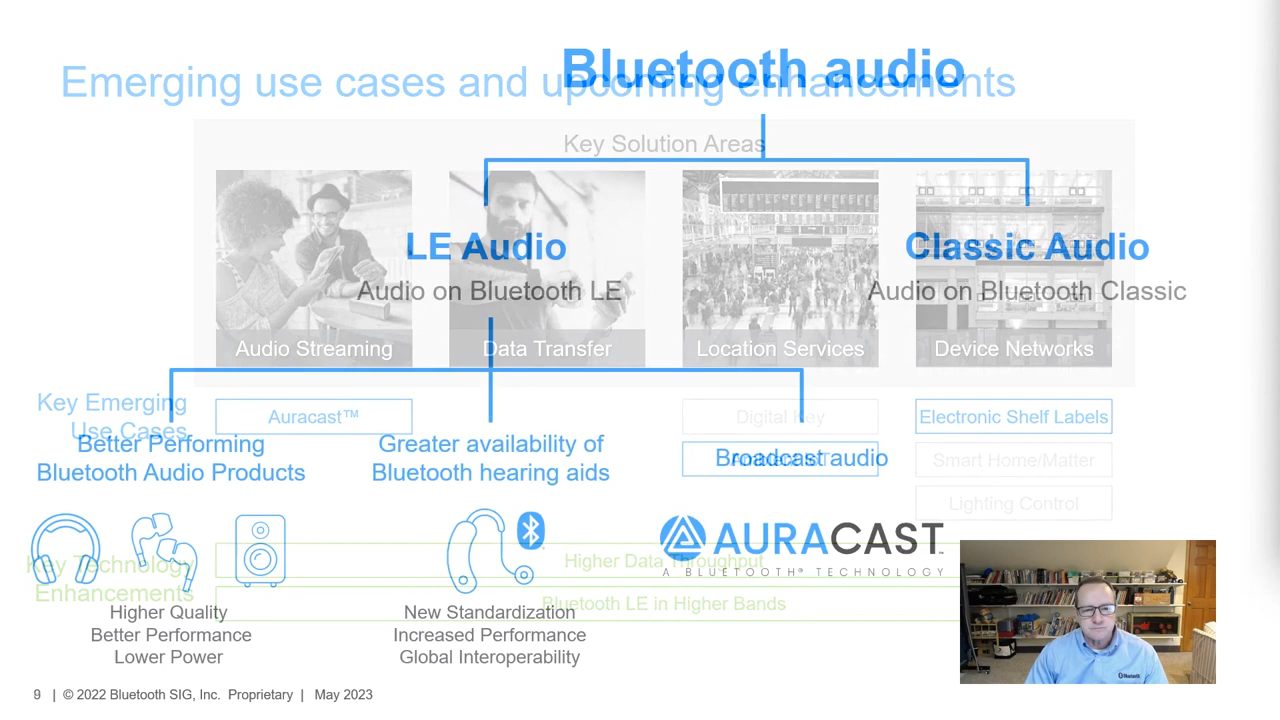 Bluetooth audio
Emerging use cases and upcoming enhancements
Key Solution Areas
LE Audio
Classic Audio
Audio on Bluetooth LE
Audio on Bluetooth Classic
Audio Streaming
Data Transfer
Location Services
Device Networks
Key Emerging
Use Cases
Auracast™
Digital Key
Electronic Shelf Labels
Better Performing
Bluetooth Audio Products
Greater availability of
Bluetooth hearing aids
Broadcast audio
Smart Home/Matter
Lighting Control
AURACAST™
A BLUETOOTH® TECHNOLOGY
Key Technology
Enhancements
Higher Data Throughput
Bluetooth LE in Higher Bands
Higher Quality
Better Performance
Lower Power
New Standardization
Increased Performance
Global Interoperability
9 | © 2022 Bluetooth SIG, Inc. Proprietary | May 2023